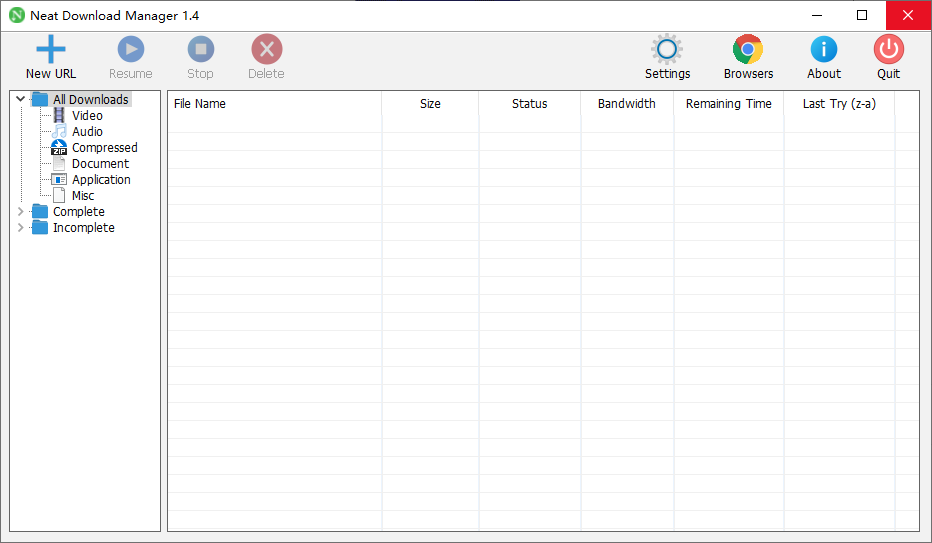 Neat Download Manager 1.4
New URL Resume Stop Delete Settings Browsers About Quit
All Downloads
Video
Audio
Compressed
ZIP
Document
Application
Misc
Complete
Incomplete
File Name Size Status Bandwidth Remaining Time Last Try (z-a)